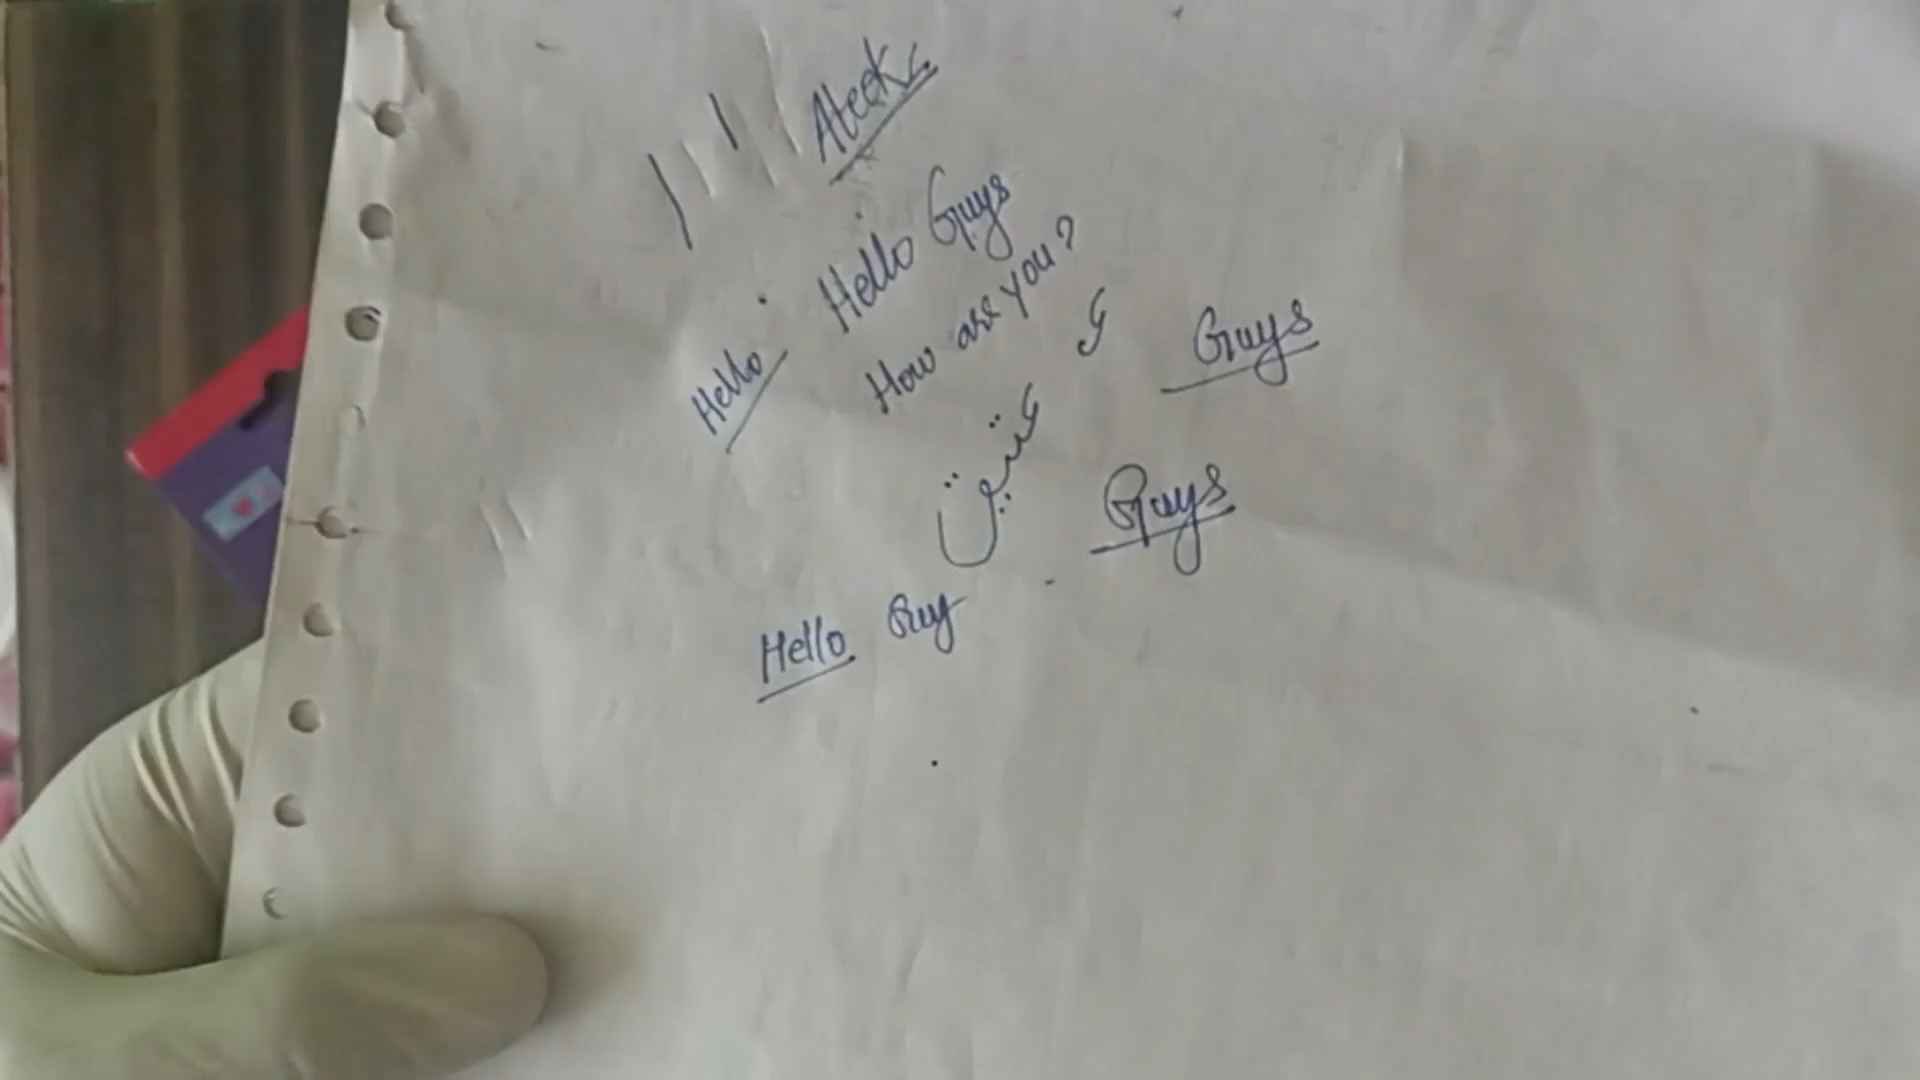 Ateek
Hello Guys
Hello
How are you?
ع
Guys
عتیق
Guys
Hello Guy